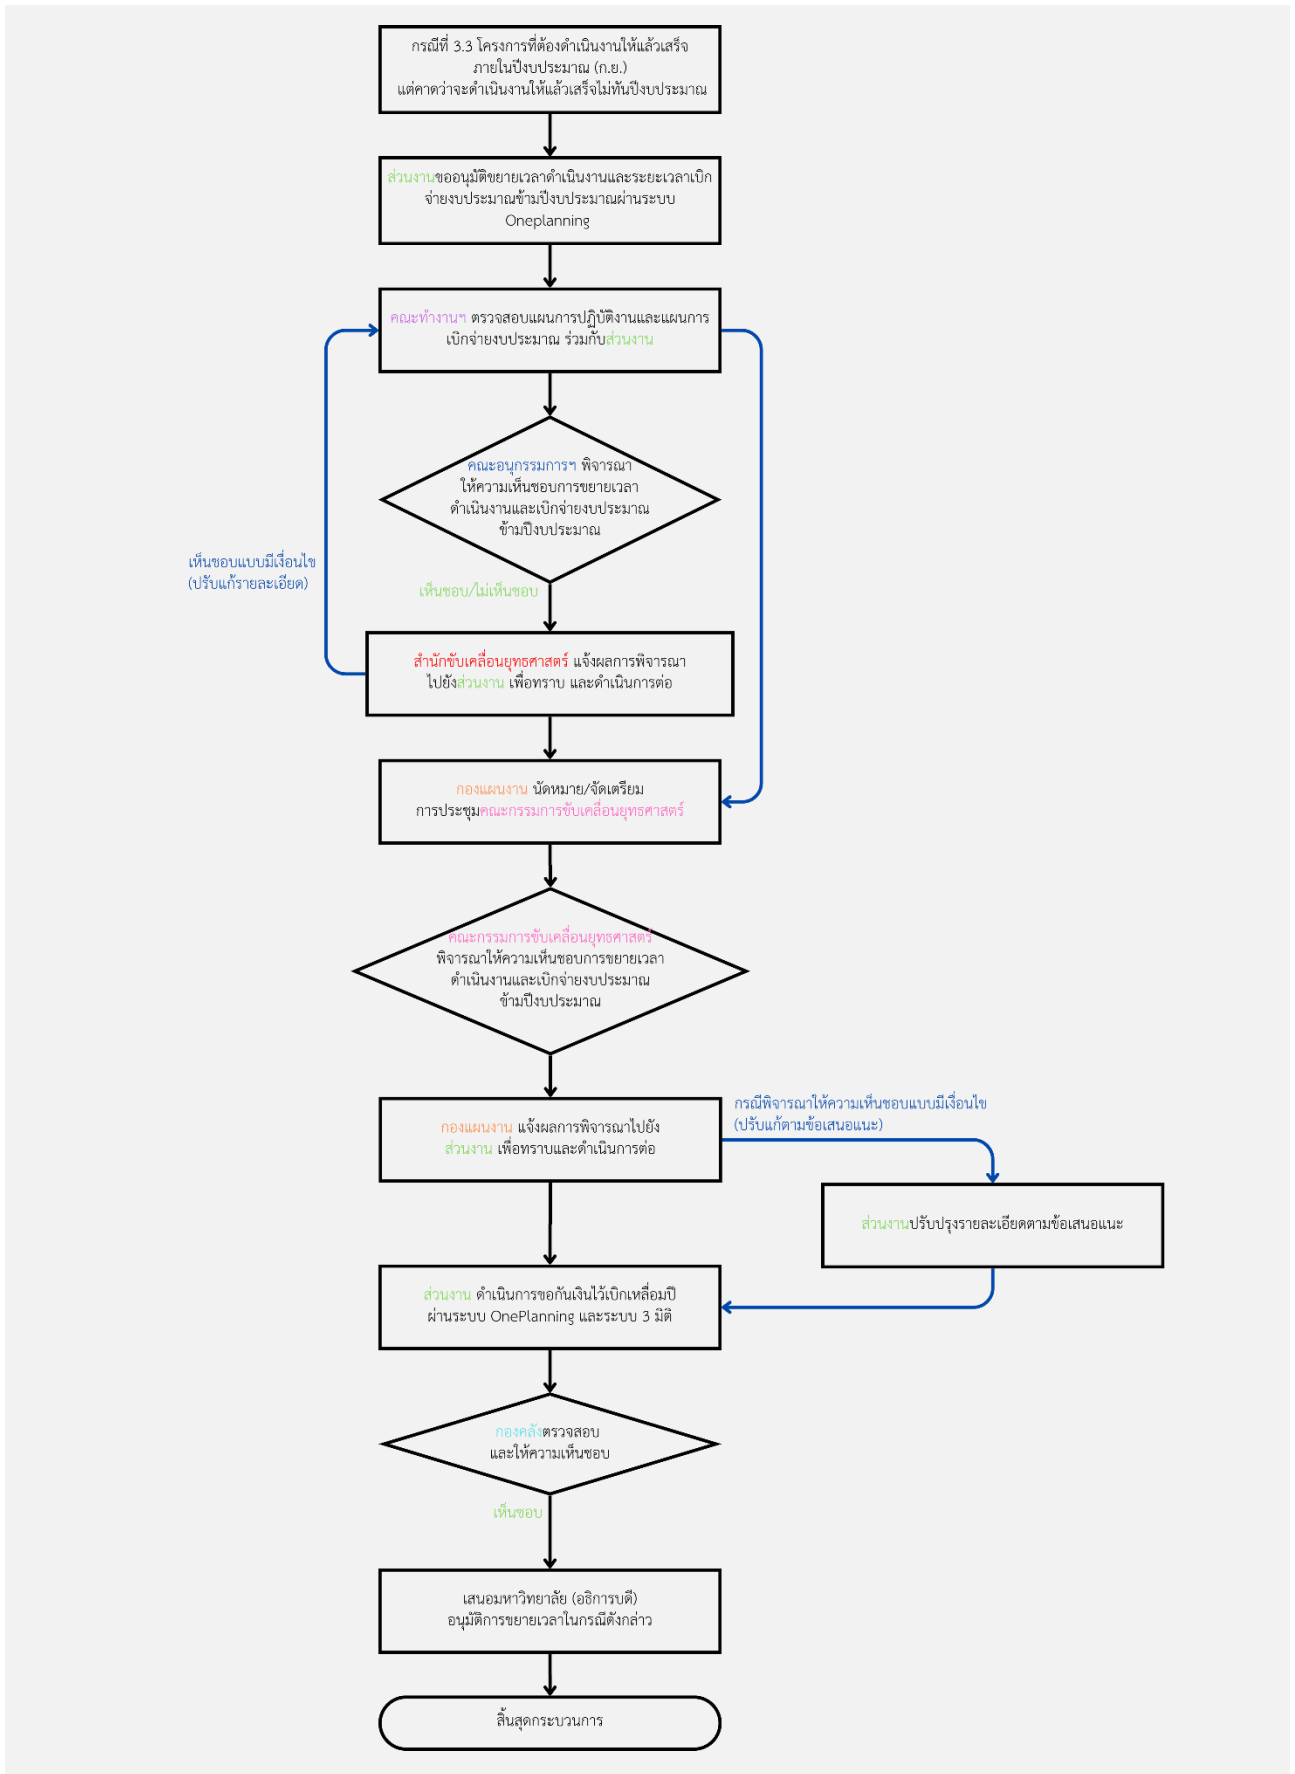 กรณีที่ 3.3 โครงการที่ต้องดำเนินงานให้แล้วเสร็จ
ภายในปีงบประมาณ (ก.ย.)
แต่คาดว่าจะดำเนินงานให้แล้วเสร็จไม่ทันปีงบประมาณ
ส่วนงานขออนุมัติขยายเวลาดำเนินงานและระยะเวลาเบิก
จ่ายงบประมาณข้ามปีงบประมาณผ่านระบบ
Oneplanning
คณะทำงานฯ ตรวจสอบแผนการปฏิบัติงานและแผนการ
เบิกจ่ายงบประมาณ ร่วมกับส่วนงาน
คณะอนุกรรมการฯ พิจารณา
ให้ความเห็นชอบการขยายเวลา
ดำเนินงานและเบิกจ่ายงบประมาณ
ข้ามปีงบประมาณ
เห็นชอบแบบมีเงื่อนไข
(ปรับแก้รายละเอียด)
เห็นชอบ/ไม่เห็นชอบ
สำนักขับเคลื่อนยุทธศาสตร์ แจ้งผลการพิจารณา
ไปยังส่วนงาน เพื่อทราบ และดำเนินการต่อ
กองแผนงาน นัดหมาย/จัดเตรียม
การประชุมคณะกรรมการขับเคลื่อนยุทธศาสตร์
คณะกรรมการขับเคลื่อนยุทธศาสตร์
พิจารณาให้ความเห็นชอบการขยายเวลา
ดำเนินงานและเบิกจ่ายงบประมาณ
ข้ามปีงบประมาณ
กรณีพิจารณาให้ความเห็นชอบแบบมีเงื่อนไข
(ปรับแก้ตามข้อเสนอแนะ)
กองแผนงาน แจ้งผลการพิจารณาไปยัง
ส่วนงาน เพื่อทราบและดำเนินการต่อ
ส่วนงานปรับปรุงรายละเอียดตามข้อเสนอแนะ
ส่วนงาน ดำเนินการขอกันเงินไว้เบิกเหลื่อมปี
ผ่านระบบ OnePlanning และระบบ 3 มิติ
กองคลังตรวจสอบ
และให้ความเห็นชอบ
เห็นชอบ
เสนอมหาวิทยาลัย (อธิการบดี)
อนุมัติการขยายเวลาในกรณีดังกล่าว
สิ้นสุดกระบวนการ